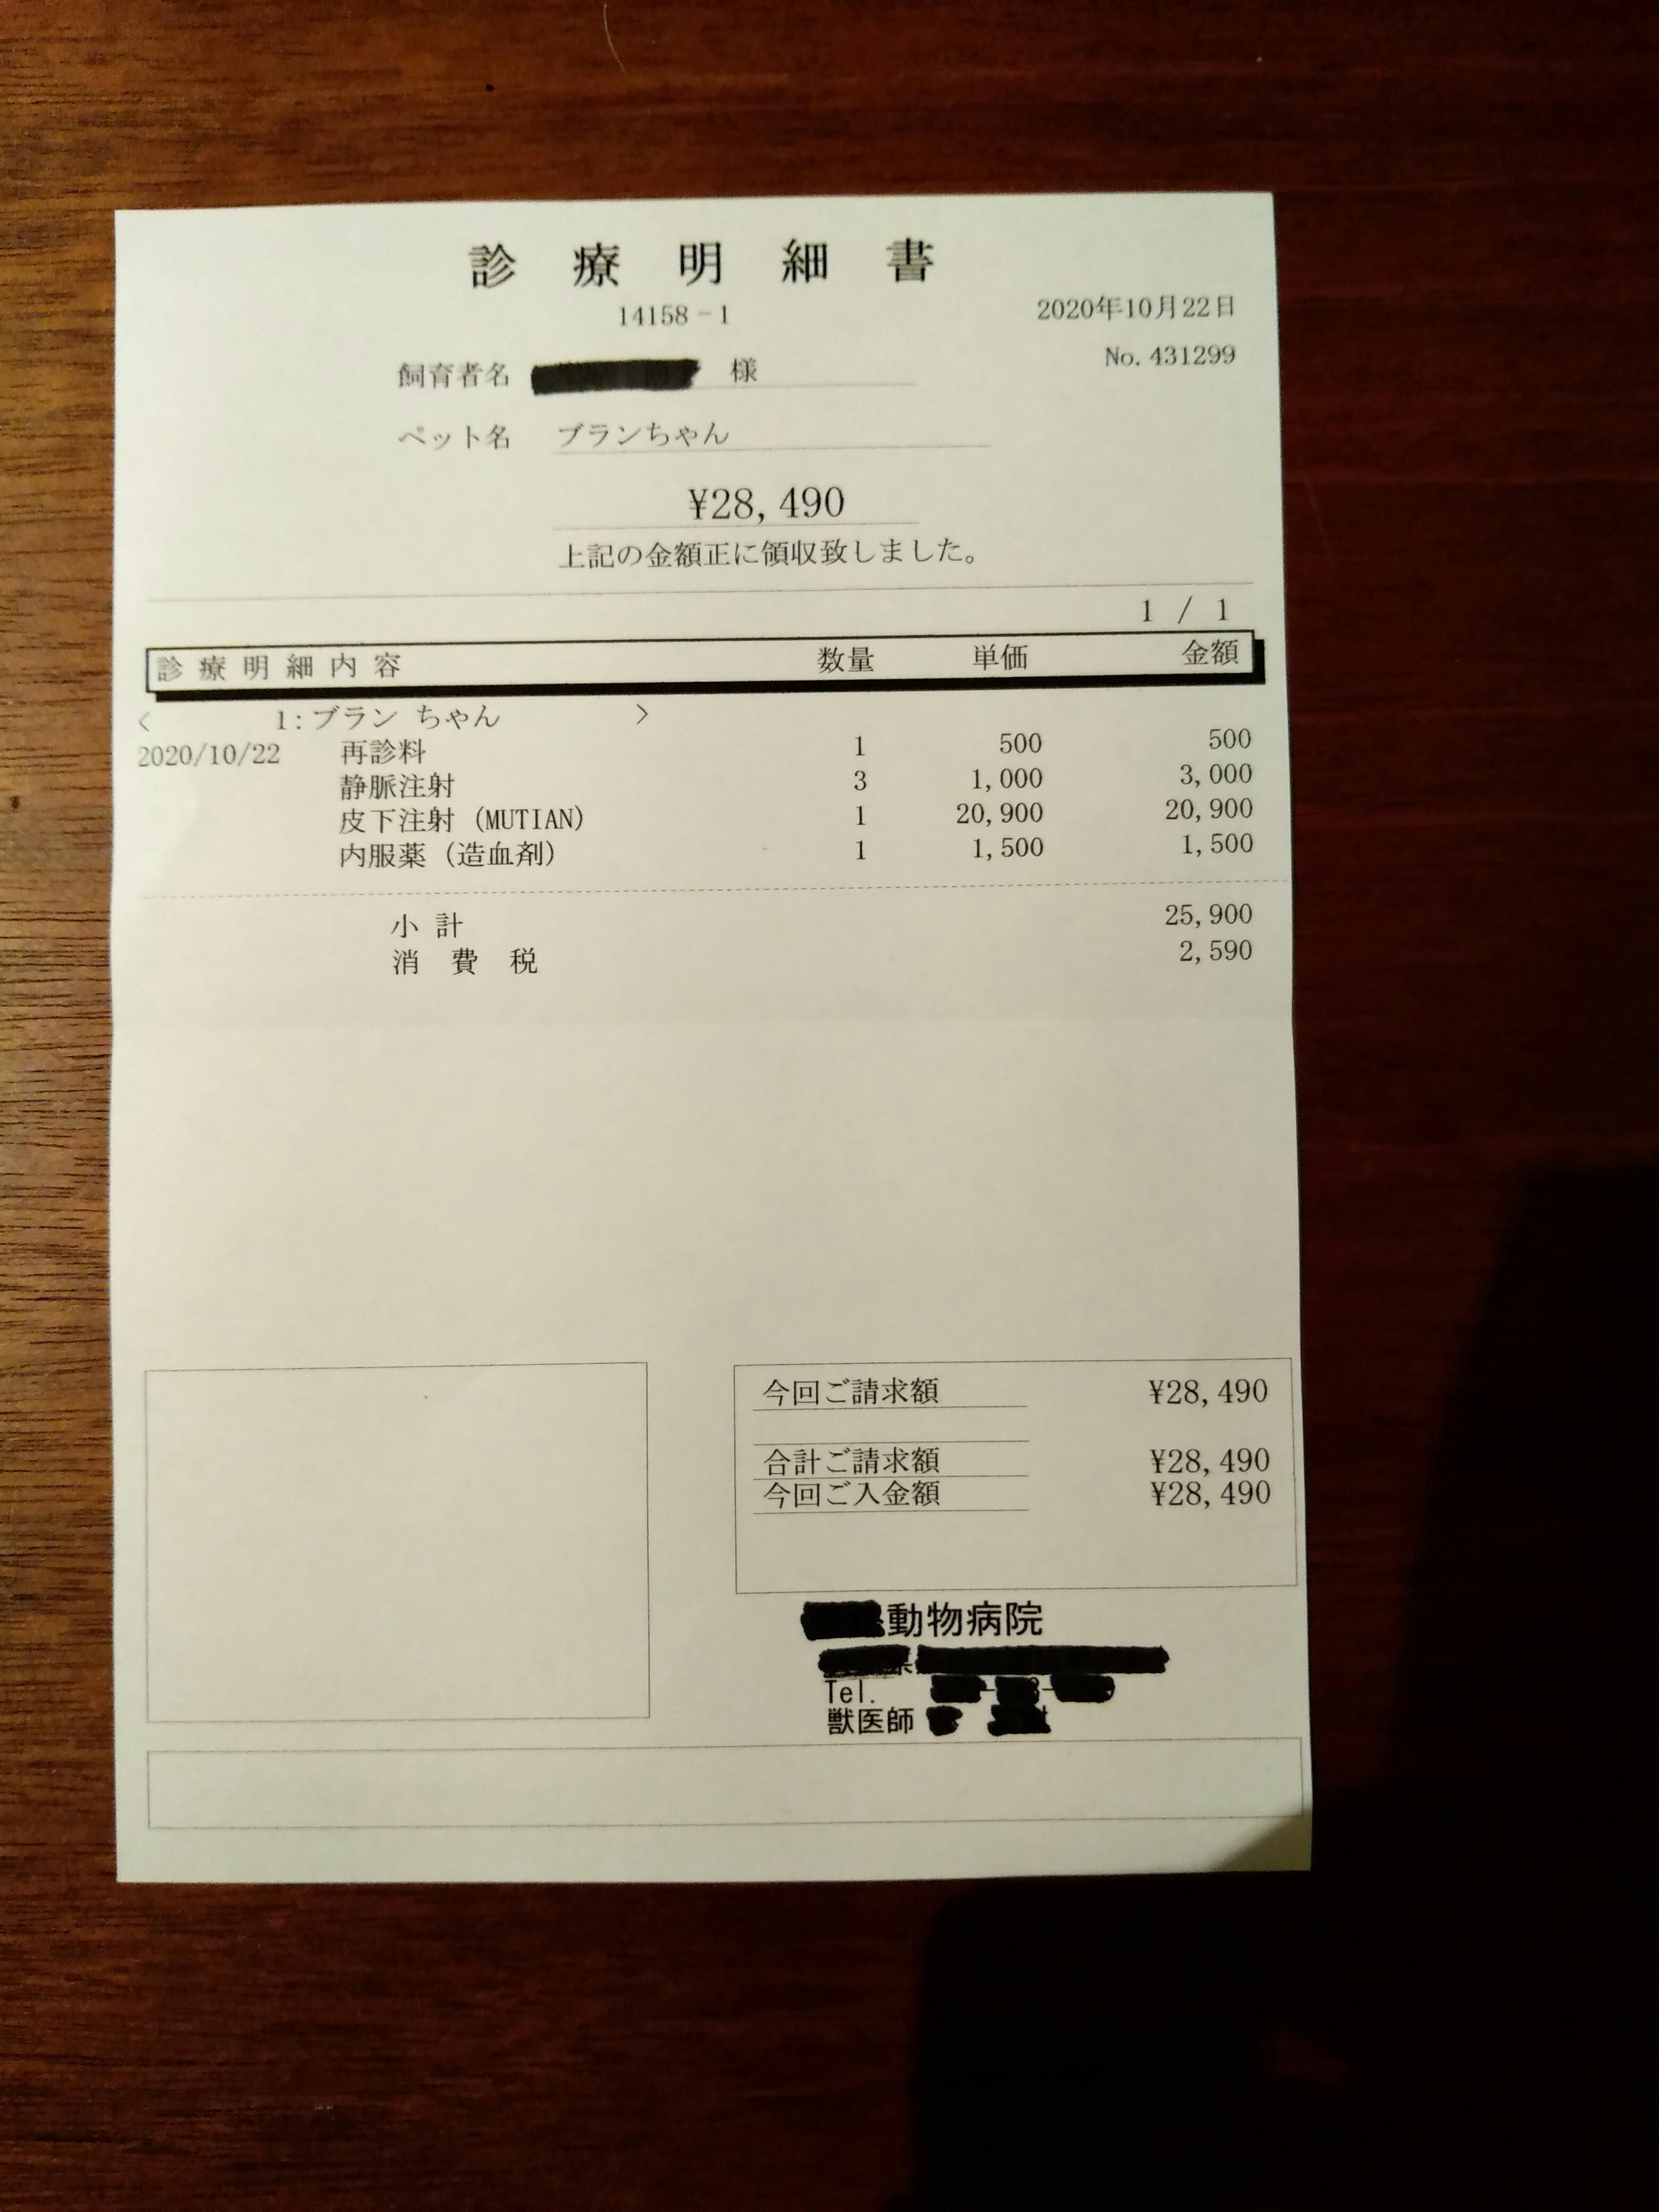 診療明細書
14158-1
2020年10月22日
No. 431299
飼育者名 様
ペット名 ブランちゃん
¥28,490
上記の金額正に領収致しました。
1 / 1
診療明細内容 数量 単価 金額
< 1:ブラン ちゃん >
2020/10/22 再診料 1 500 500
静脈注射 3 1,000 3,000
皮下注射 (MUTIAN) 1 20,900 20,900
内服薬 (造血剤) 1 1,500 1,500
小計 25,900
消費税 2,590
今回ご請求額 ¥28,490
合計ご請求額 ¥28,490
今回ご入金額 ¥28,490
動物病院
Tel.
獣医師